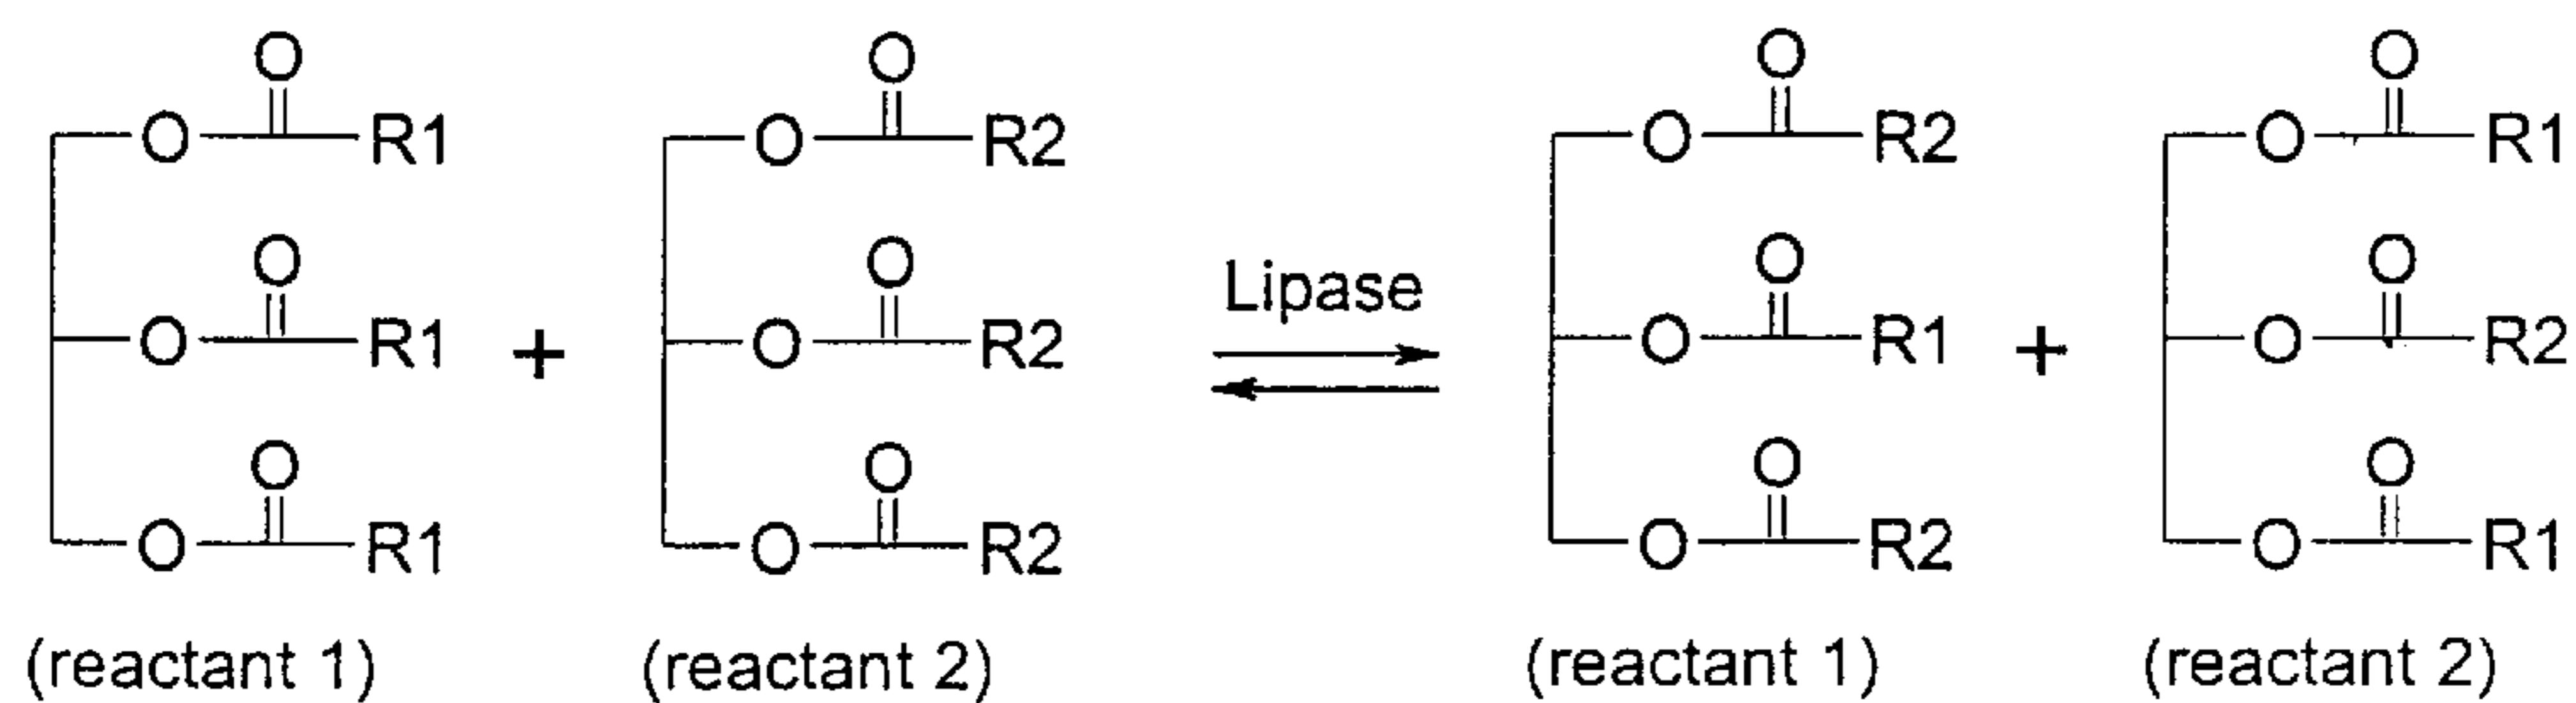 O O O O
O R1 O R2 O R2 O R1
O O Lipase O O
O R1 + O R2 O R1 + O R2
O O O O
O R1 O R2 O R2 O R1
(reactant 1) (reactant 2) (reactant 1) (reactant 2)